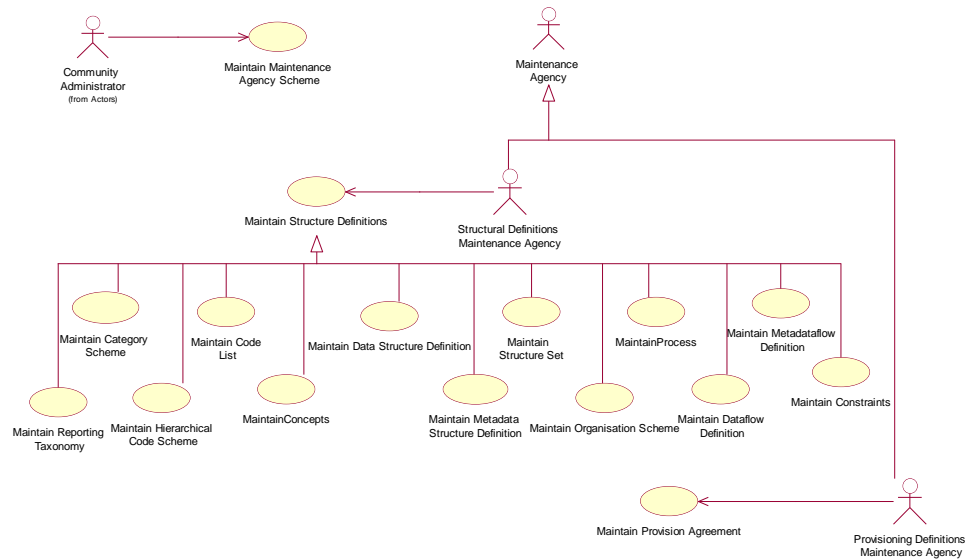 Community
Administrator
(from Actors)
Maintain Maintenance
Agency Scheme
Maintenance
Agency
Maintain Structure Definitions
Structural Definitions
Maintenance Agency
Maintain Category
Scheme
Maintain Code
List
Maintain Data Structure Definition
Maintain
Structure Set
MaintainProcess
Maintain Metadataflow
Definition
Maintain Reporting
Taxonomy
Maintain Hierarchical
Code Scheme
MaintainConcepts
Maintain Metadata
Structure Definition
Maintain Organisation Scheme
Maintain Dataflow
Definition
Maintain Constraints
Maintain Provision Agreement
Provisioning Definitions
Maintenance Agency